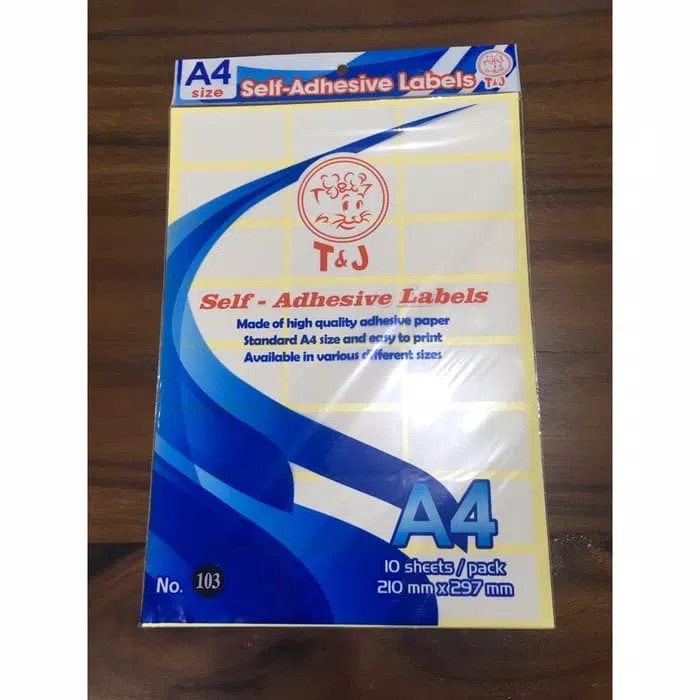 A4
size
Self-Adhesive Labels
T&J
T&J
Self - Adhesive Labels
Made of high quality adhesive paper
Standard A4 size and easy to print
Available in various different sizes
A4
10 sheets / pack
210 mm x 297 mm
No. 103